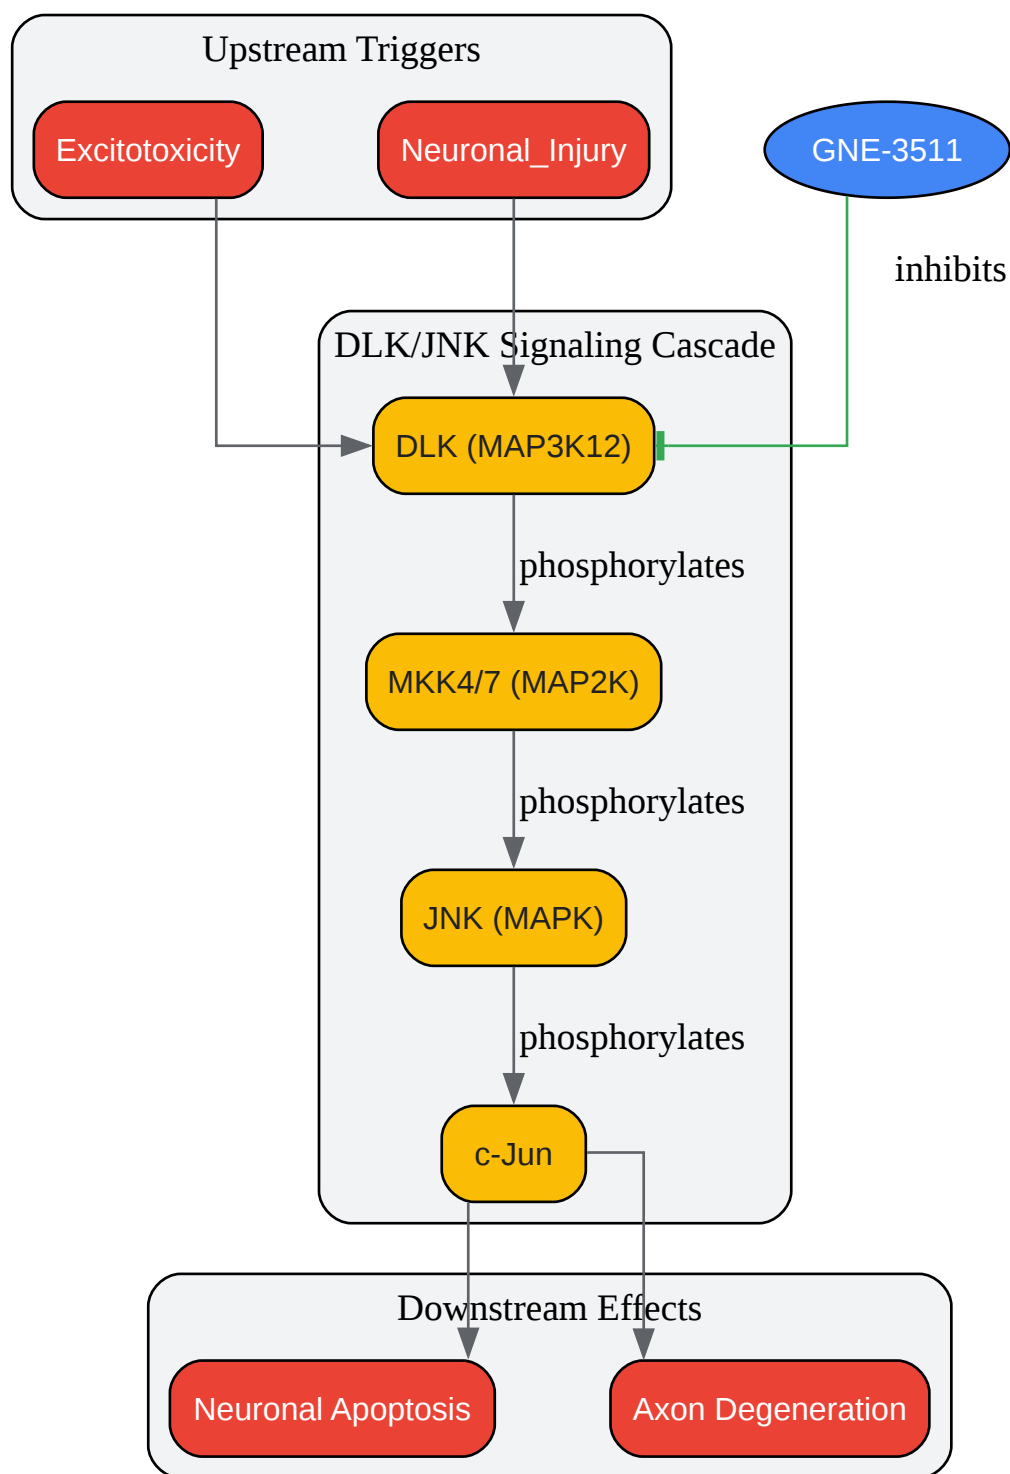 Upstream Triggers
Excitotoxicity
Neuronal_Injury
GNE-3511
inhibits
DLK/JNK Signaling Cascade
DLK (MAP3K12)
phosphorylates
MKK4/7 (MAP2K)
phosphorylates
JNK (MAPK)
phosphorylates
c-Jun
Downstream Effects
Neuronal Apoptosis
Axon Degeneration